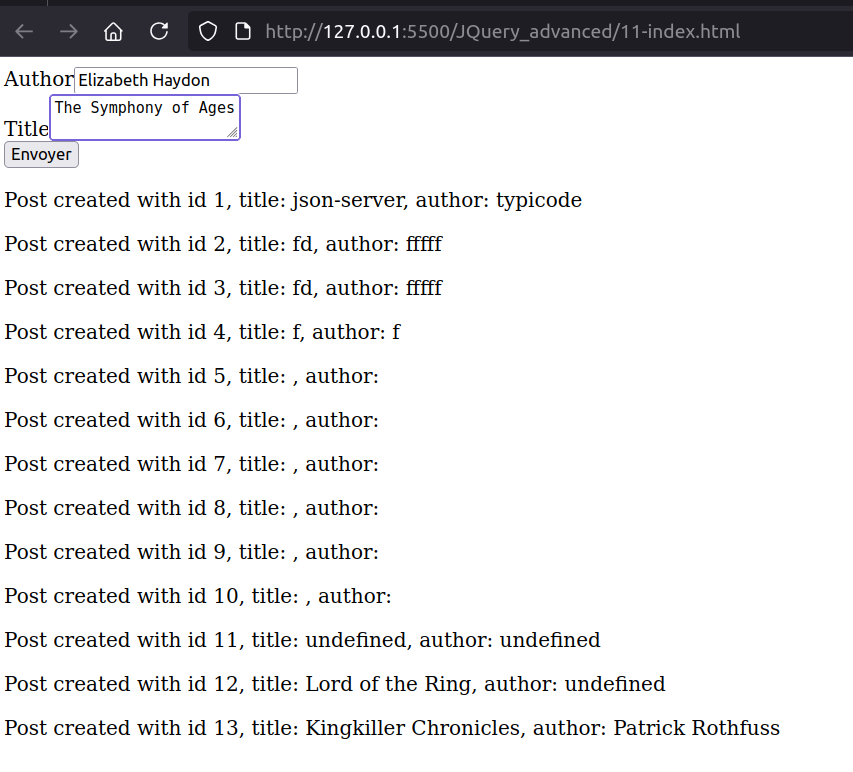 http://127.0.0.1:5500/JQuery_advanced/11-index.html
Author Elizabeth Haydon
The Symphony of Ages
Title
Envoyer
Post created with id 1, title: json-server, author: typicode
Post created with id 2, title: fd, author: fffff
Post created with id 3, title: fd, author: fffff
Post created with id 4, title: f, author: f
Post created with id 5, title: , author:
Post created with id 6, title: , author:
Post created with id 7, title: , author:
Post created with id 8, title: , author:
Post created with id 9, title: , author:
Post created with id 10, title: , author:
Post created with id 11, title: undefined, author: undefined
Post created with id 12, title: Lord of the Ring, author: undefined
Post created with id 13, title: Kingkiller Chronicles, author: Patrick Rothfuss